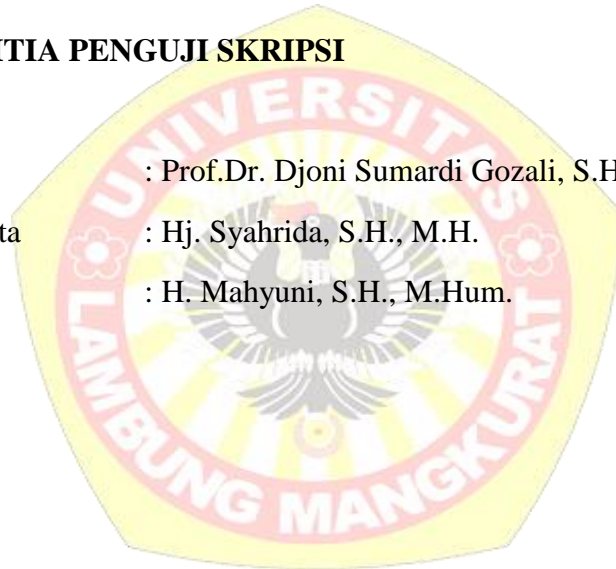 ITIA PENGUJI SKRIPSI
: Prof.Dr. Djoni Sumardi Gozali, S.H
ta : Hj. Syahrida, S.H., M.H.
: H. Mahyuni, S.H., M.Hum.
UNIVERSITAS
LAMBUNG MANGKURAT